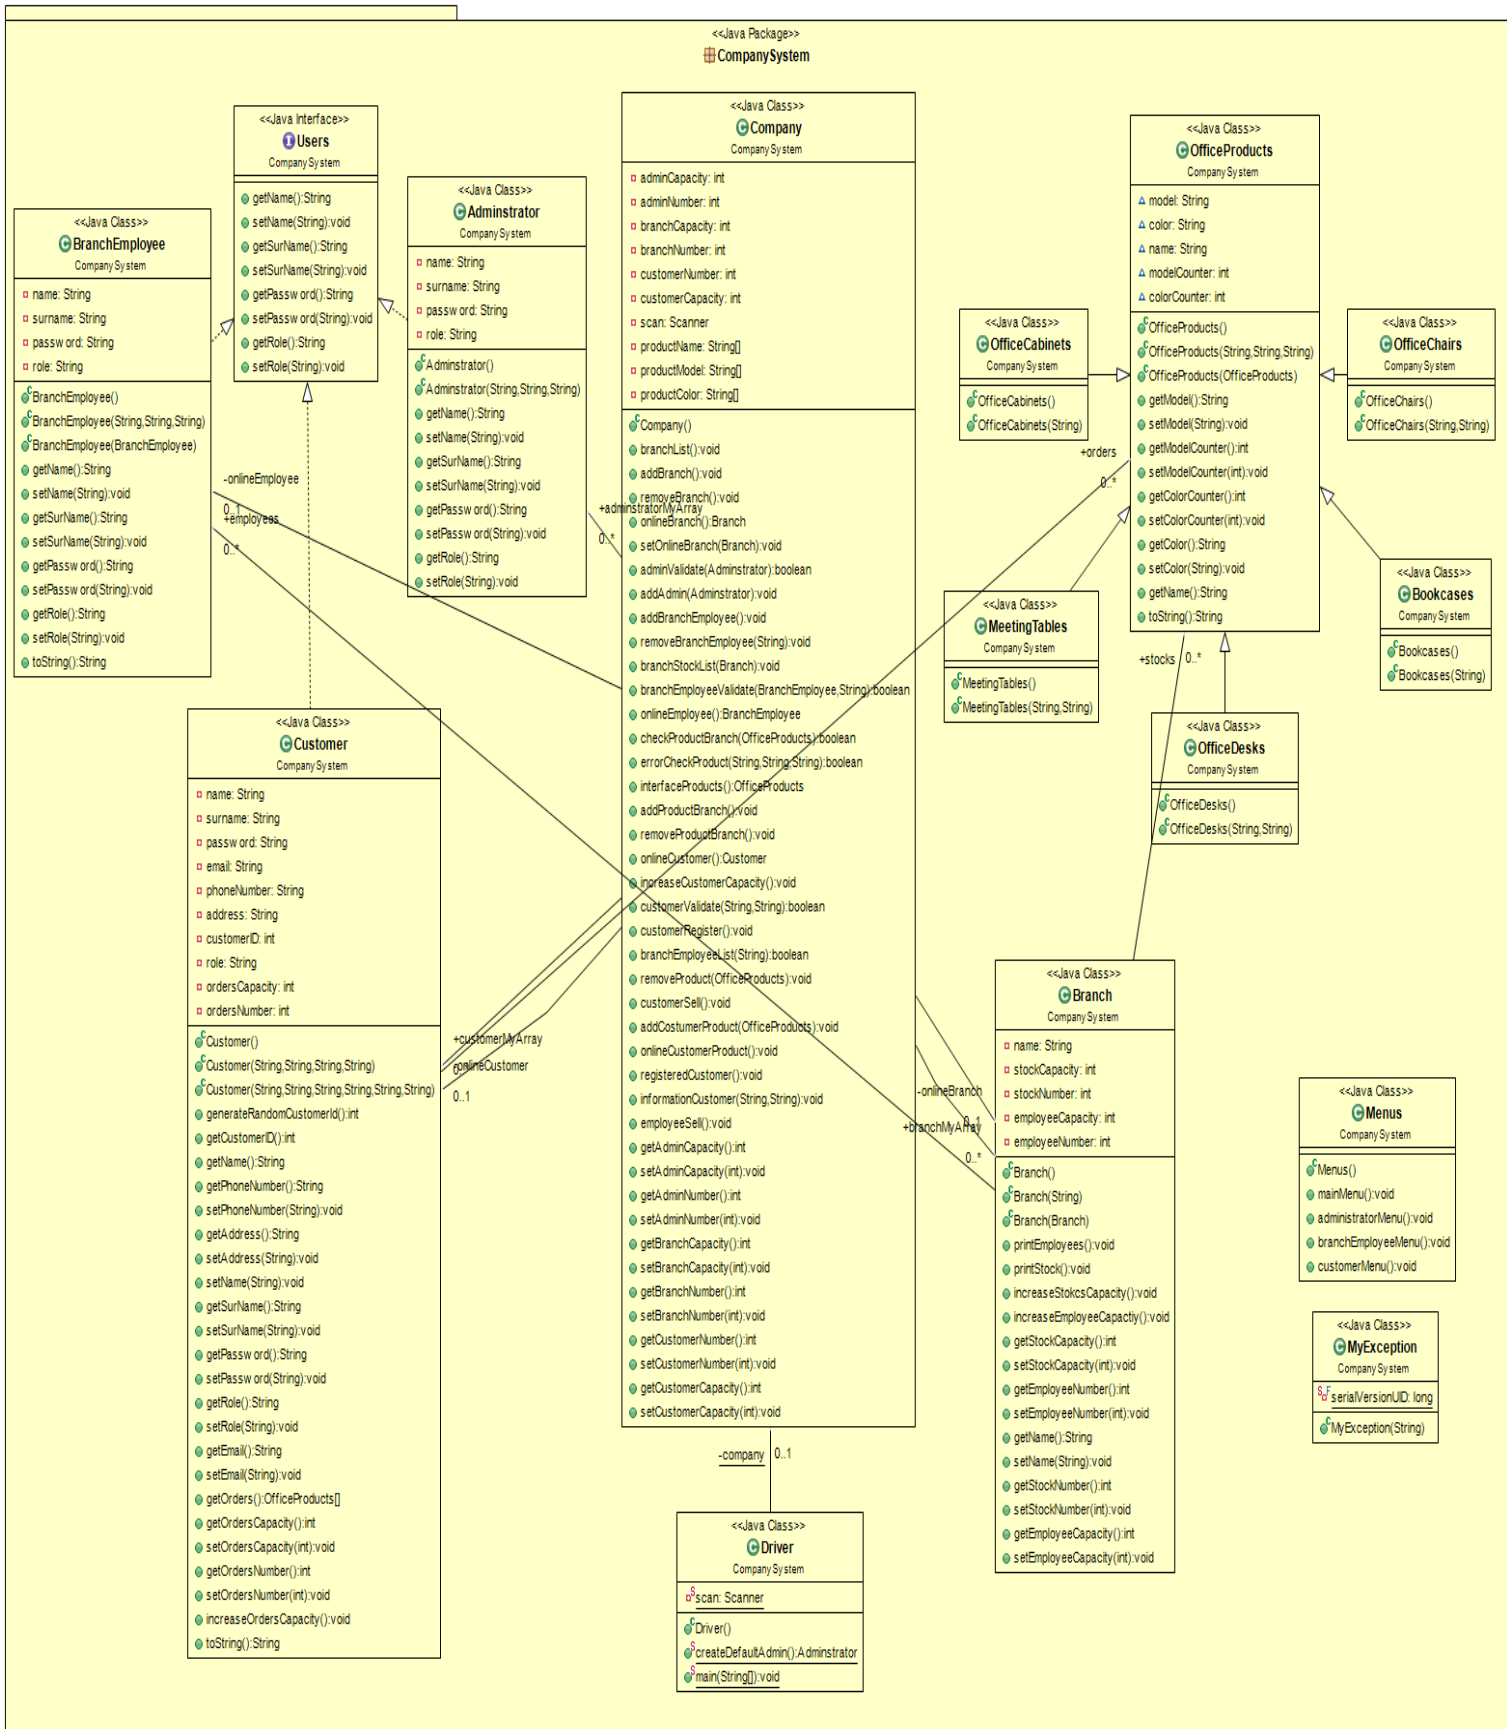 <<Java Package>>
CompanySystem
<<Java Interface>>
Users
CompanySystem
getName():String
setName(String):void
getSurName():String
setSurName(String):void
getPassword():String
setPassword(String):void
getRole():String
setRole(String):void
<<Java Class>>
BranchEmployee
CompanySystem
name: String
surname: String
password: String
role: String
BranchEmployee()
BranchEmployee(String,String,String)
BranchEmployee(BranchEmployee)
getName():String
setName(String):void
getSurName():String
setSurName(String):void
getPassword():String
setPassword(String):void
getRole():String
setRole(String):void
toString():String
-onlineEmployee
0..1
+employees
0..*
<<Java Class>>
Adminstrator
CompanySystem
name: String
surname: String
password: String
role: String
Adminstrator()
Adminstrator(String,String,String)
getName():String
setName(String):void
getSurName():String
setSurName(String):void
getPassword():String
setPassword(String):void
getRole():String
setRole(String):void
+adminstratorMyArray
0..*
<<Java Class>>
Company
CompanySystem
adminCapacity: int
adminNumber: int
branchCapacity: int
branchNumber: int
customerNumber: int
customerCapacity: int
scan: Scanner
productName: String[]
productModel: String[]
productColor: String[]
Company()
branchList():void
addBranch():void
removeBranch():void
onlineBranch():Branch
setOnlineBranch(Branch):void
adminValidate(Adminstrator):boolean
addAdmin(Adminstrator):void
addBranchEmployee():void
removeBranchEmployee(String):void
branchStockList(Branch):void
branchEmployeeValidate(BranchEmployee,String):boolean
onlineEmployee():BranchEmployee
checkProductBranch(OfficeProducts):boolean
errorCheckProduct(String,String,String):boolean
interfaceProducts():OfficeProducts
addProductBranch():void
removeProductBranch():void
onlineCustomer():Customer
increaseCustomerCapacity():void
customerValidate(String,String):boolean
customerRegister():void
branchEmployeeList(String):boolean
removeProduct(OfficeProducts):void
customerSell():void
addCostumerProduct(OfficeProducts):void
onlineCustomerProduct():void
registeredCustomer():void
informationCustomer(String,String):void
employeeSell():void
getAdminCapacity():int
setAdminCapacity(int):void
getAdminNumber():int
setAdminNumber(int):void
getBranchCapacity():int
setBranchCapacity(int):void
getBranchNumber():int
setBranchNumber(int):void
getCustomerNumber():int
setCustomerNumber(int):void
getCustomerCapacity():int
setCustomerCapacity(int):void
<<Java Class>>
OfficeProducts
CompanySystem
model: String
color: String
name: String
modelCounter: int
colorCounter: int
OfficeProducts()
OfficeProducts(String,String,String)
OfficeProducts(OfficeProducts)
getModel():String
setModel(String):void
getModelCounter():int
setModelCounter(int):void
getColorCounter():int
setColorCounter(int):void
getColor():String
setColor(String):void
getName():String
toString():String
<<Java Class>>
OfficeCabinets
CompanySystem
OfficeCabinets()
OfficeCabinets(String)
<<Java Class>>
OfficeChairs
CompanySystem
OfficeChairs()
OfficeChairs(String,String)
+orders
0..*
<<Java Class>>
MeetingTables
CompanySystem
MeetingTables()
MeetingTables(String,String)
<<Java Class>>
Bookcases
CompanySystem
Bookcases()
Bookcases(String)
+stocks
0..*
<<Java Class>>
OfficeDesks
CompanySystem
OfficeDesks()
OfficeDesks(String,String)
<<Java Class>>
Customer
CompanySystem
name: String
surname: String
password: String
email: String
phoneNumber: String
address: String
customerID: int
role: String
ordersCapacity: int
ordersNumber: int
Customer()
Customer(String,String,String,String)
Customer(String,String,String,String,String,String)
generateRandomCustomerId():int
getCustomerID():int
getName():String
getPhoneNumber():String
setPhoneNumber(String):void
getAddress():String
setAddress(String):void
setName(String):void
getSurName():String
setSurName(String):void
getPassword():String
setPassword(String):void
getRole():String
setRole(String):void
getEmail():String
setEmail(String):void
getOrders():OfficeProducts[]
getOrdersCapacity():int
setOrdersCapacity(int):void
getOrdersNumber():int
setOrdersNumber(int):void
increaseOrdersCapacity():void
toString():String
+customerMyArray
-onlineCustomer
0..1
<<Java Class>>
Branch
CompanySystem
name: String
stockCapacity: int
stockNumber: int
employeeCapacity: int
employeeNumber: int
Branch()
Branch(String)
Branch(Branch)
printEmployees():void
printStock():void
increaseStokcsCapacity():void
increaseEmployeeCapactiy():void
getStockCapacity():int
setStockCapacity(int):void
getEmployeeNumber():int
setEmployeeNumber(int):void
getName():String
setName(String):void
getStockNumber():int
setStockNumber(int):void
getEmployeeCapacity():int
setEmployeeCapacity(int):void
-onlineBranch
0..1
+branchMyArray
0..*
<<Java Class>>
Menus
CompanySystem
Menus()
mainMenu():void
administratorMenu():void
branchEmployeeMenu():void
customerMenu():void
<<Java Class>>
MyException
CompanySystem
serialVersionUID: long
MyException(String)
-company
0..1
<<Java Class>>
Driver
CompanySystem
scan: Scanner
Driver()
createDefaultAdmin():Adminstrator
main(String[]):void